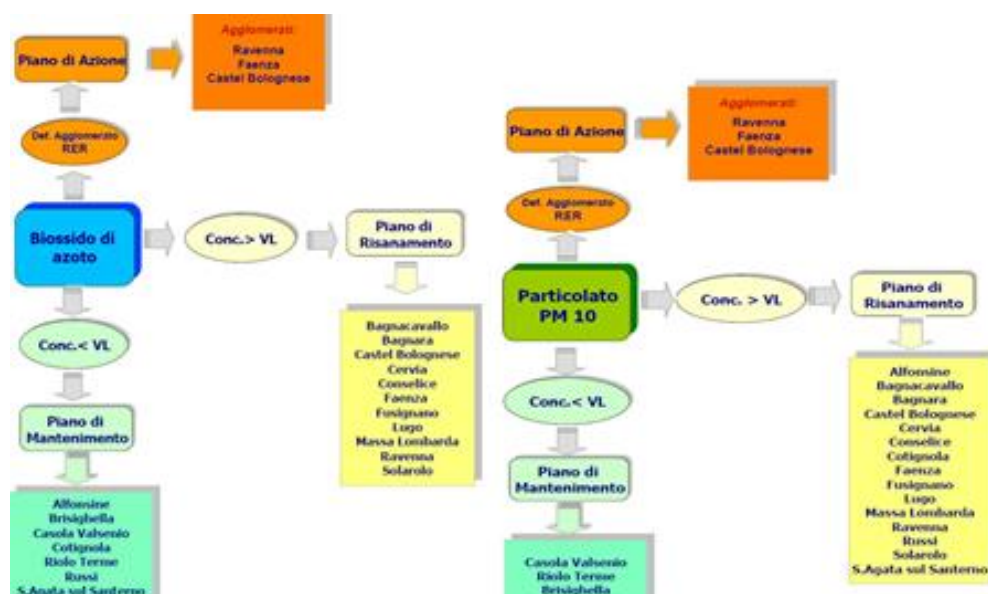 Agglomerati:
Ravenna
Faenza
Castel Bolognese
Piano di Azione
Def. Agglomerato
RER
Biossido di
azoto
Conc.> VL
Piano di
Risanamento
Bagnacavallo
Bagnara
Castel Bolognese
Cervia
Conselice
Faenza
Fusignano
Lugo
Massa Lombarda
Ravenna
Solarolo
Conc.< VL
Piano di
Mantenimento
Alfonsine
Brisighella
Casola Valsenio
Cotignola
Riolo Terme
Russi
S.Agata sul Santerno
Agglomerati:
Ravenna
Faenza
Castel Bolognese
Piano di Azione
Def. Agglomerato
RER
Particolato
PM 10
Conc. > VL
Piano di
Risanamento
Alfonsine
Bagnacavallo
Bagnara
Castel Bolognese
Cervia
Conselice
Cotignola
Faenza
Fusignano
Lugo
Massa Lombarda
Ravenna
Russi
Solarolo
S.Agata sul Santerno
Conc.< VL
Piano di
Mantenimento
Casola Valsenio
Riolo Terme
Brisighella